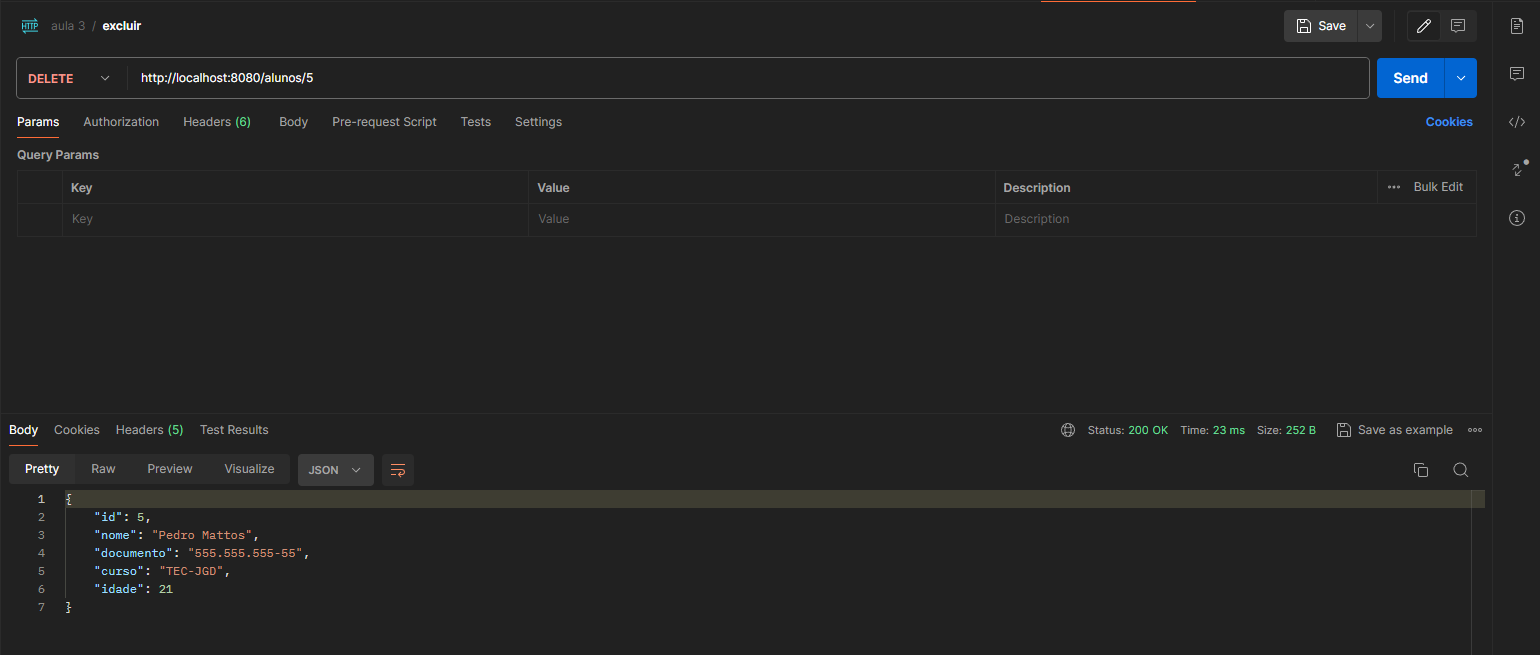 HTTP aula 3 / excluir Save
DELETE http://localhost:8080/alunos/5 Send
Params Authorization Headers (6) Body Pre-request Script Tests Settings Cookies
Query Params
Key Value Description ••• Bulk Edit
Key Value Description
Body Cookies Headers (5) Test Results Status: 200 OK Time: 23 ms Size: 252 B Save as example
Pretty Raw Preview Visualize JSON
1 {
2 "id": 5,
3 "nome": "Pedro Mattos",
4 "documento": "555.555.555-55",
5 "curso": "TEC-JGD",
6 "idade": 21
7 }